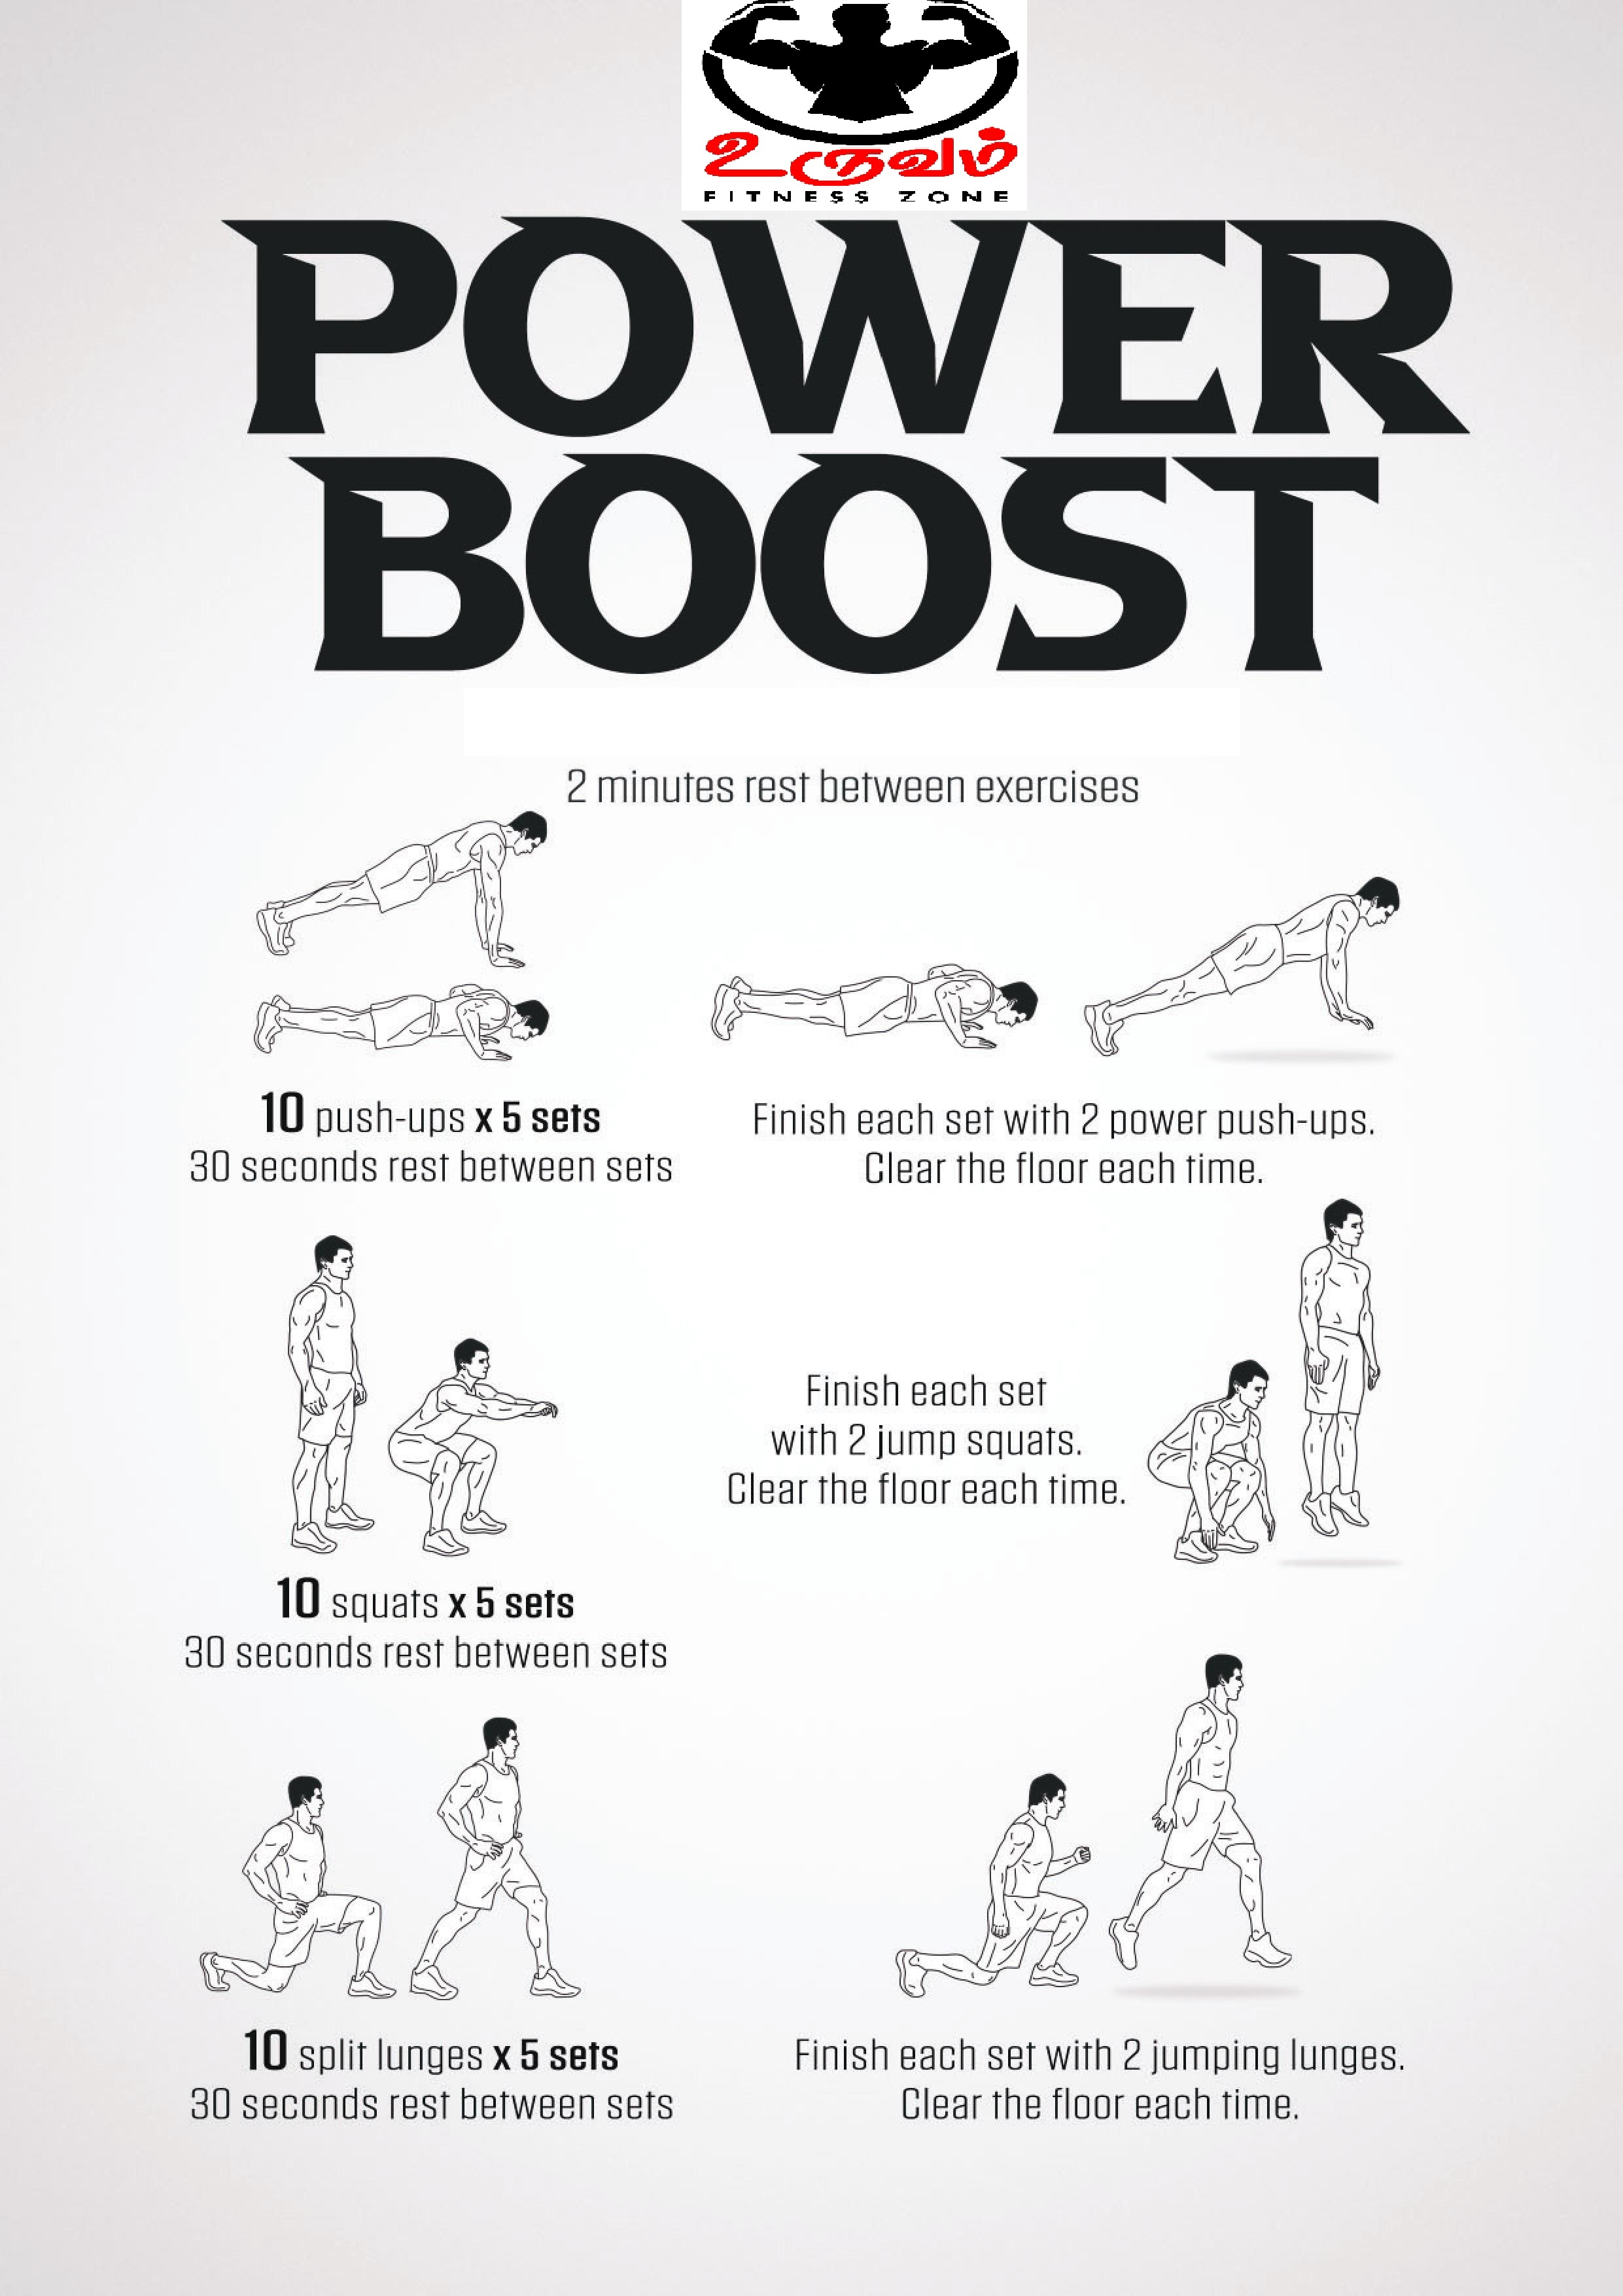 உருவம்
FITNESS ZONE
POWER
BOOST
2 minutes rest between exercises
10 push-ups x 5 sets
30 seconds rest between sets
Finish each set with 2 power push-ups.
Clear the floor each time.
Finish each set
with 2 jump squats.
Clear the floor each time.
10 squats x 5 sets
30 seconds rest between sets
10 split lunges x 5 sets
30 seconds rest between sets
Finish each set with 2 jumping lunges.
Clear the floor each time.